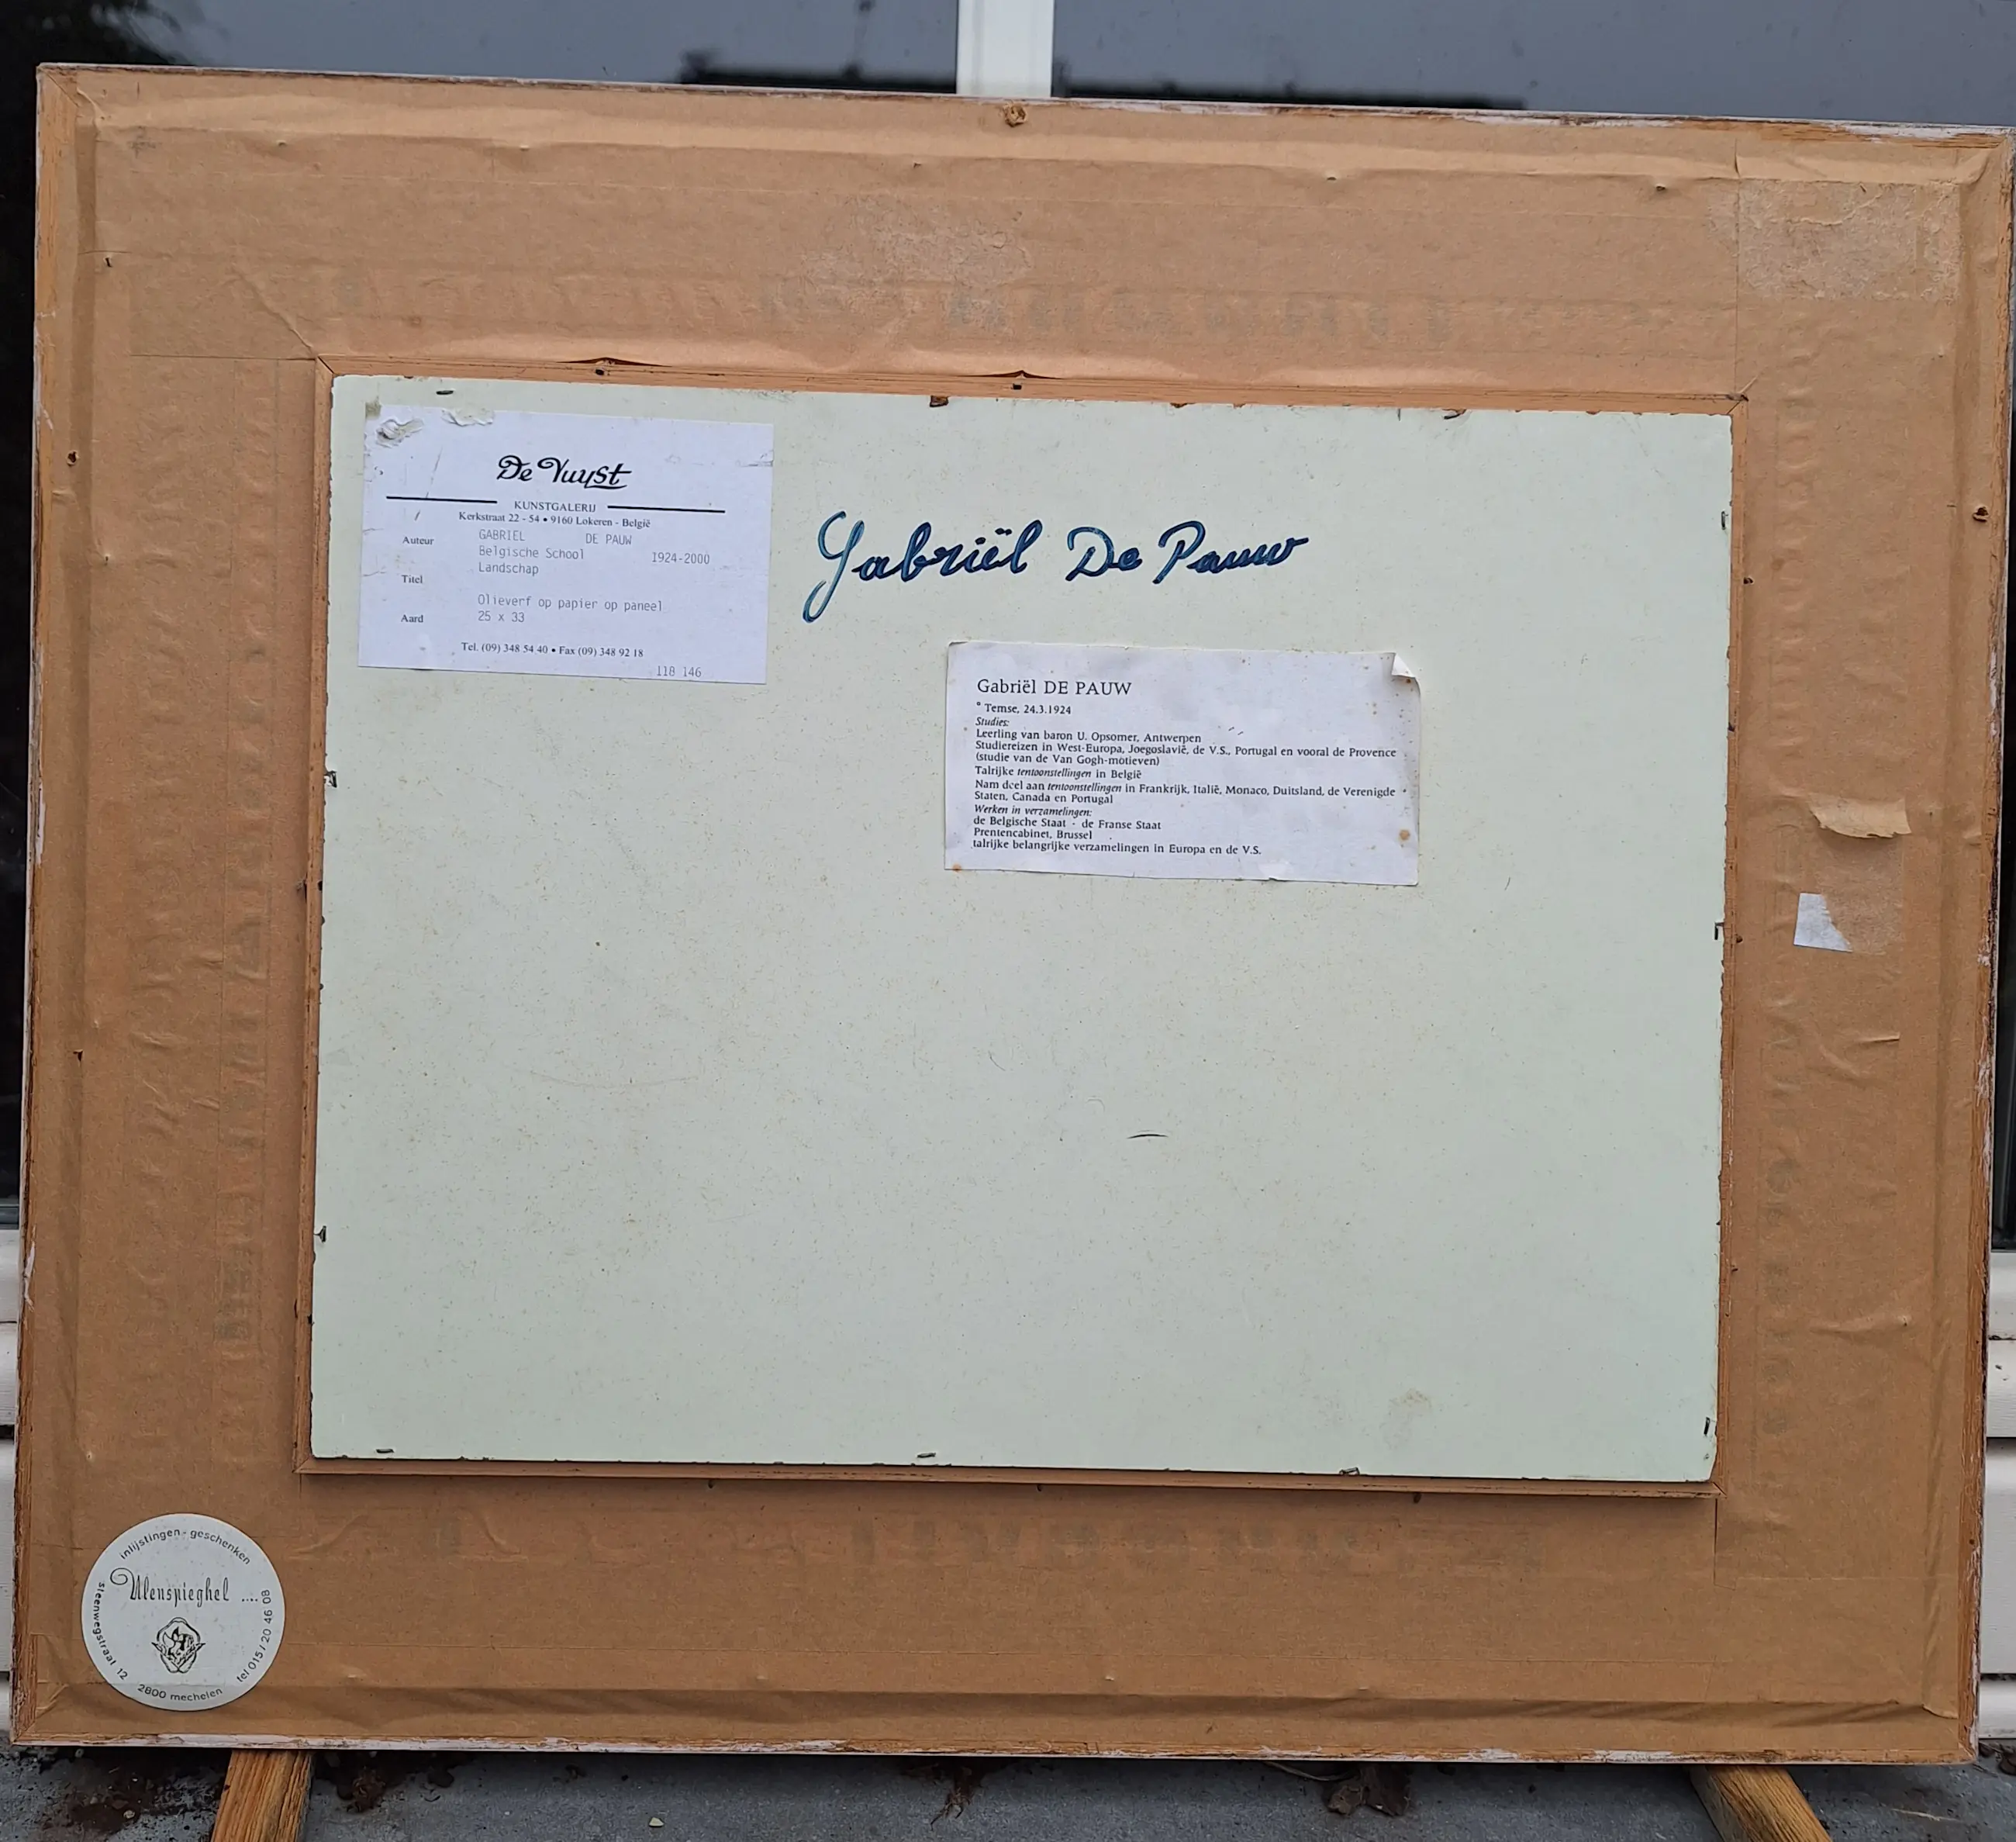 De Vuyst
KUNSTGALERIJ
Kerkstraat 22 - 54 • 9160 Lokeren - België
Auteur GABRIEL DE PAUW
Belgische School 1924-2000
Landschap
Titel
Olieverf op papier op paneel
Aard 25 x 33
Tel. (09) 348 54 40 • Fax (09) 348 92 18
118 146
Gabriël De Pauw
Gabriël DE PAUW
° Temse, 24.3.1924
Studies:
Leerling van baron U. Opsomer, Antwerpen
Studiereizen in West-Europa, Joegoslavië, de V.S., Portugal en vooral de Provence
(studie van de Van Gogh-motieven)
Talrijke tentoonstellingen in België
Nam deel aan tentoonstellingen in Frankrijk, Italië, Monaco, Duitsland, de Verenigde
Staten, Canada en Portugal
Werken in verzamelingen:
de Belgische Staat - de Franse Staat
Prentencabinet, Brussel
talrijke belangrijke verzamelingen in Europa en de V.S.
inlijstingen - geschenken
Ulenspieghel ....
steenwegstraat 12
2800 mechelen
tel 015 / 20 46 08